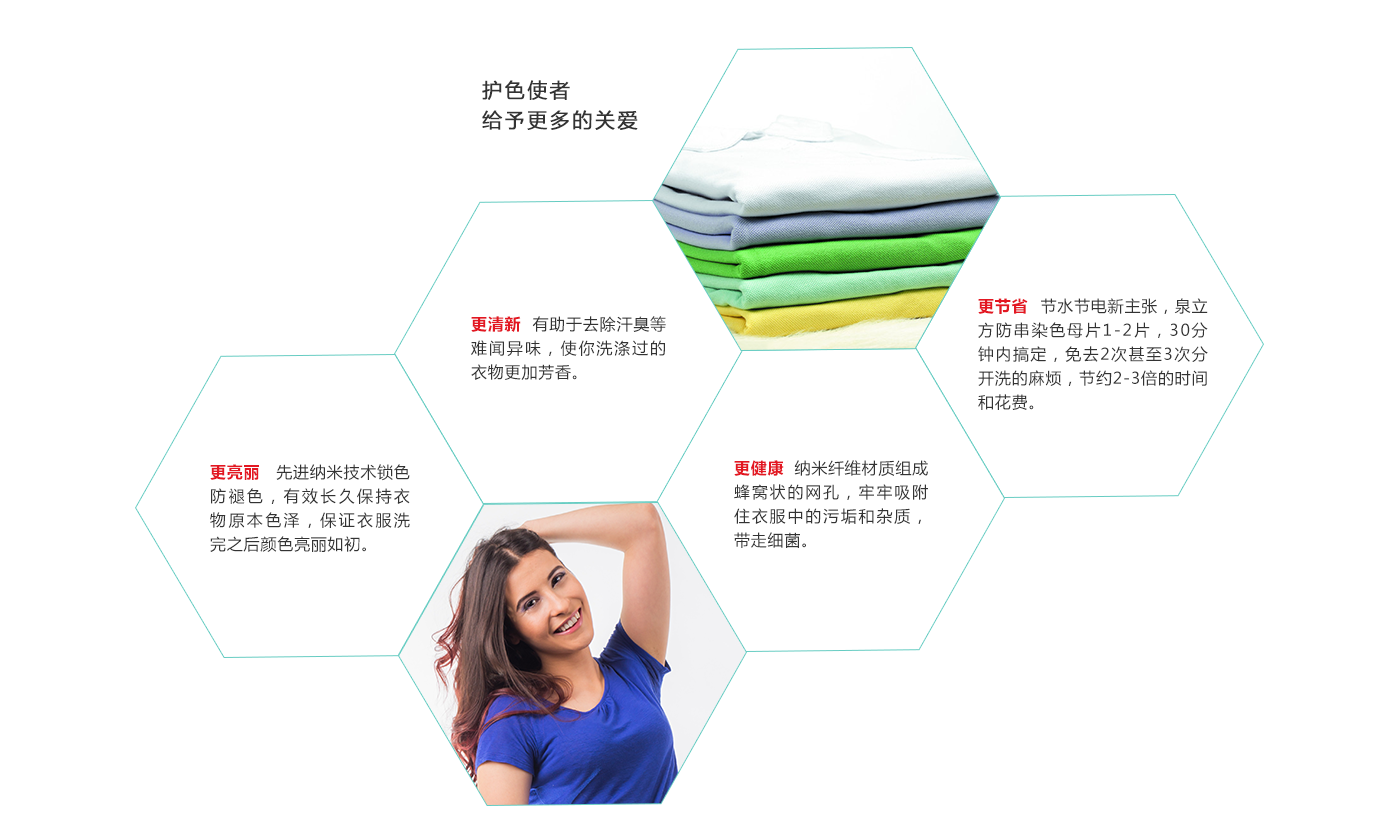 护色使者
给予更多的关爱
更清新 有助于去除汗臭等
难闻异味，使你洗涤过的
衣物更加芳香。
更节省 节水节电新主张，泉立
方防串染色母片1-2片，30分
钟内搞定，免去2次甚至3次分
开洗的麻烦，节约2-3倍的时间
和花费。
更亮丽 先进纳米技术锁色
防褪色，有效长久保持衣
物原本色泽，保证衣服洗
完之后颜色亮丽如初。
更健康 纳米纤维材质组成
蜂窝状的网孔，牢牢吸附
住衣服中的污垢和杂质，
带走细菌。